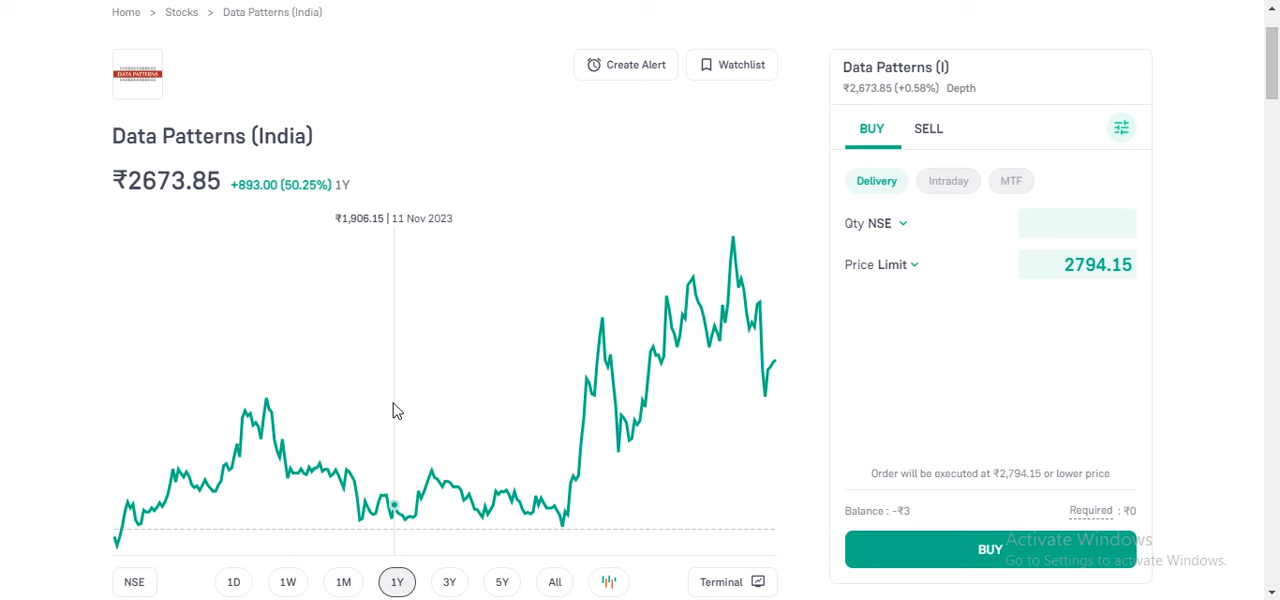 Home > Stocks > Data Patterns (India)
DATA PATTERNS
Create Alert
Watchlist
Data Patterns (India)
₹2673.85 +893.00 (50.25%) 1Y
₹1,906.15 | 11 Nov 2023
NSE 1D 1W 1M 1Y 3Y 5Y All Terminal
Data Patterns (I)
₹2,673.85 (+0.58%) Depth
BUY SELL
Delivery Intraday MTF
Qty NSE
Price Limit 2794.15
Order will be executed at ₹2,794.15 or lower price
Balance : -₹3 Required : ₹0
BUY
Activate Windows
Go to Settings to activate Windows.